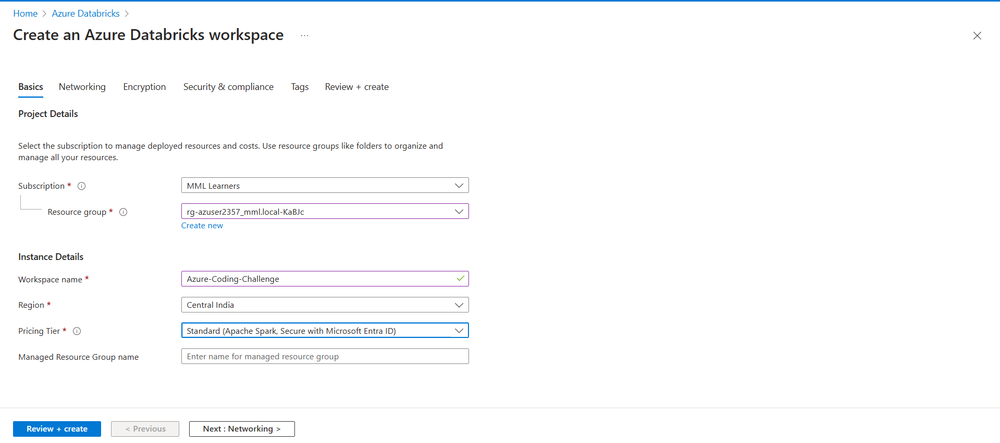 Home > Azure Databricks >
Create an Azure Databricks workspace ...
Basics Networking Encryption Security & compliance Tags Review + create
Project Details
Select the subscription to manage deployed resources and costs. Use resource groups like folders to organize and
manage all your resources.
Subscription * MML Learners
Resource group * rg-azuser2357_mml.local-KaBJc
Create new
Instance Details
Workspace name * Azure-Coding-Challenge
Region * Central India
Pricing Tier * Standard (Apache Spark, Secure with Microsoft Entra ID)
Managed Resource Group name Enter name for managed resource group
Review + create < Previous Next : Networking >